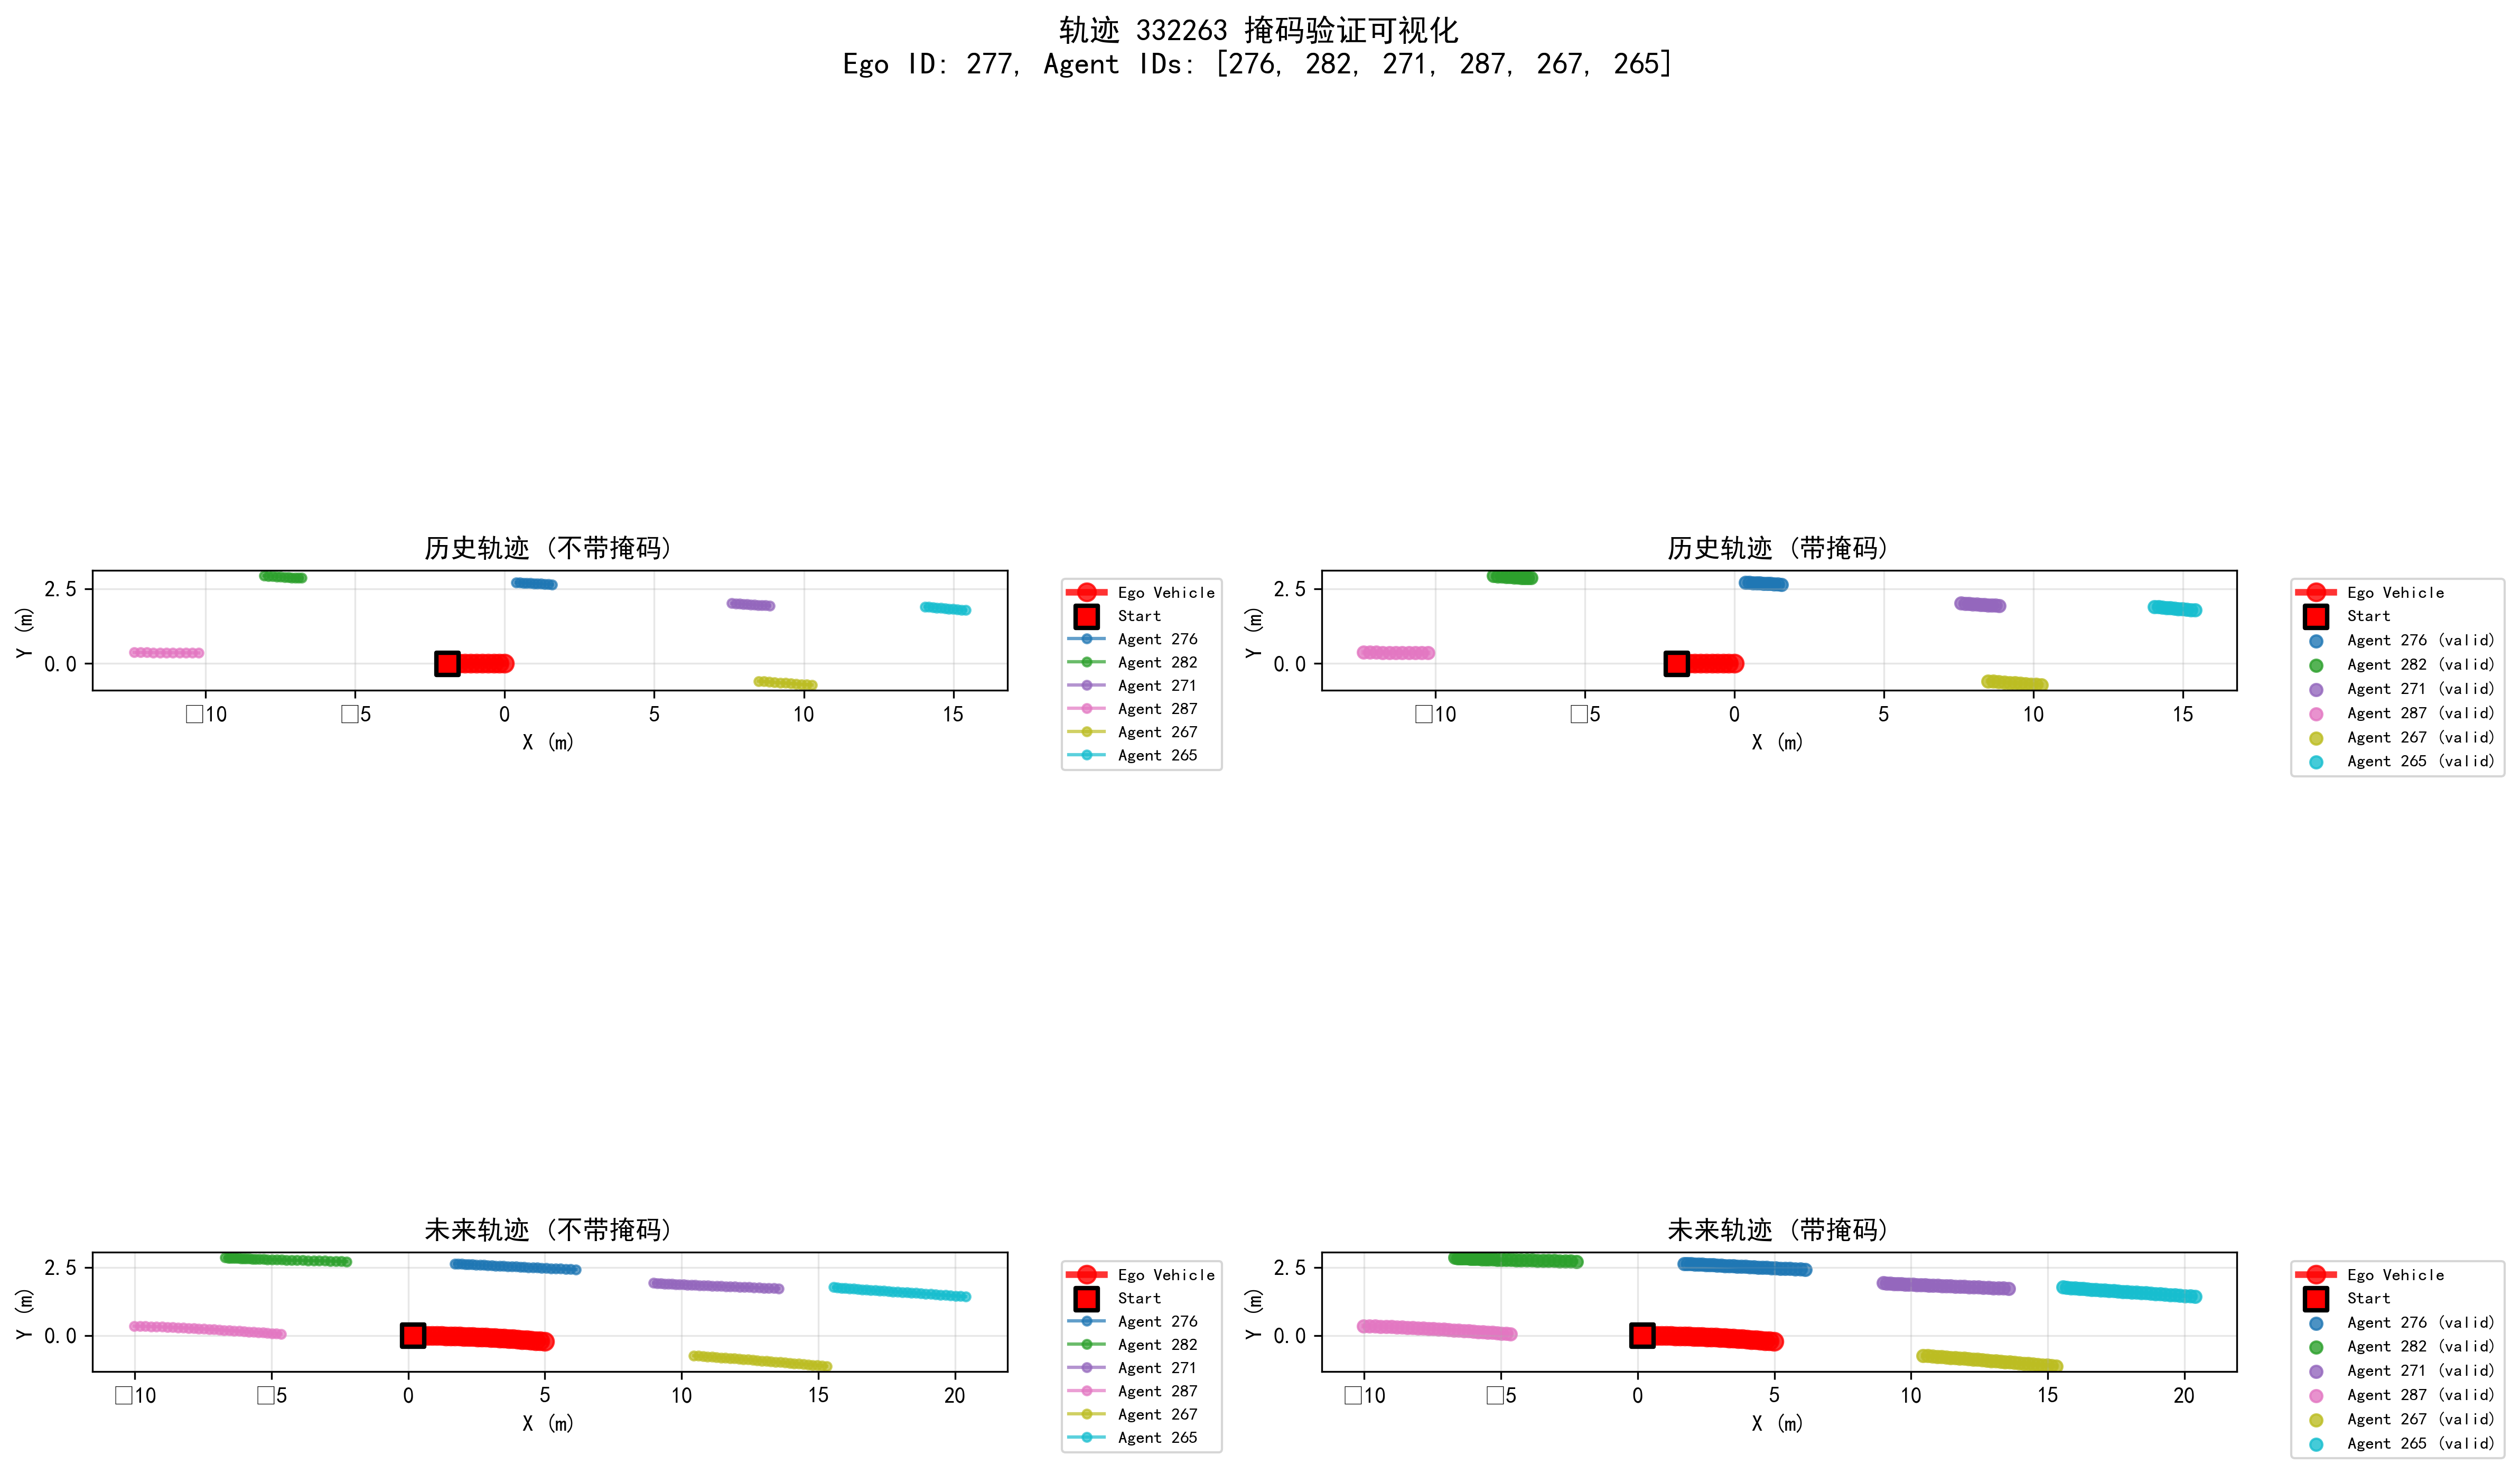 轨迹 332263 掩码验证可视化
Ego ID: 277, Agent IDs: [276, 282, 271, 287, 267, 265]
历史轨迹 (不带掩码)
Y (m)
2.5
0.0
□10 □5 0 5 10 15
X (m)
Ego Vehicle
Start
Agent 276
Agent 282
Agent 271
Agent 287
Agent 267
Agent 265
历史轨迹 (带掩码)
Y (m)
2.5
0.0
□10 □5 0 5 10 15
X (m)
Ego Vehicle
Start
Agent 276 (valid)
Agent 282 (valid)
Agent 271 (valid)
Agent 287 (valid)
Agent 267 (valid)
Agent 265 (valid)
未来轨迹 (不带掩码)
Y (m)
2.5
0.0
□10 □5 0 5 10 15 20
X (m)
Ego Vehicle
Start
Agent 276
Agent 282
Agent 271
Agent 287
Agent 267
Agent 265
未来轨迹 (带掩码)
Y (m)
2.5
0.0
□10 □5 0 5 10 15 20
X (m)
Ego Vehicle
Start
Agent 276 (valid)
Agent 282 (valid)
Agent 271 (valid)
Agent 287 (valid)
Agent 267 (valid)
Agent 265 (valid)